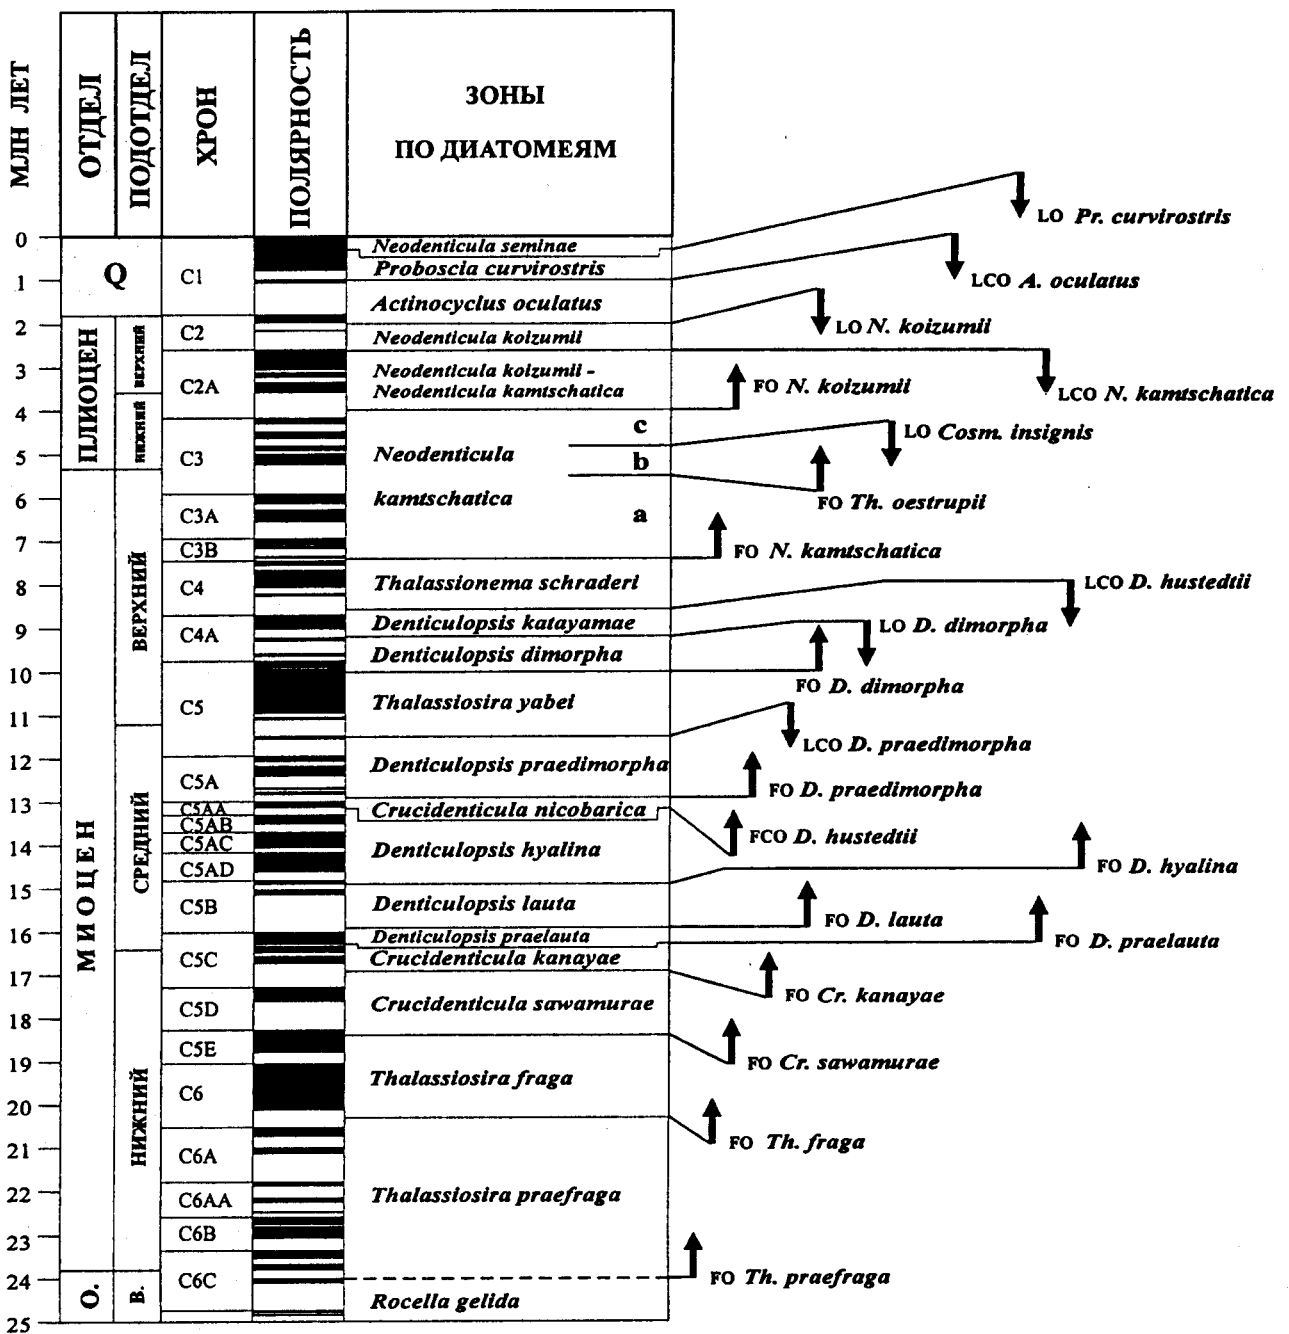 МЛН ЛЕТ
ОТДЕЛ
ПОДОТДЕЛ
ХРОН
ПОЛЯРНОСТЬ
ЗОНЫ
ПО ДИАТОМЕЯМ
0
1
2
3
4
5
6
7
8
9
10
11
12
13
14
15
16
17
18
19
20
21
22
23
24
25
Q
ПЛИОЦЕН
МИОЦЕН
О.
ВЕРХНИЙ
НИЖНИЙ
ВЕРХНИЙ
СРЕДНИЙ
НИЖНИЙ
В.
C1
C2
C2A
C3
C3A
C3B
C4
C4A
C5
C5A
C5AA
C5AB
C5AC
C5AD
C5B
C5C
C5D
C5E
C6
C6A
C6AA
C6B
C6C
Neodenticula seminae
Proboscia curvirostris
Actinocyclus oculatus
Neodenticula koizumii
Neodenticula koizumii -
Neodenticula kamtschatica
Neodenticula
kamtschatica
c
b
a
Thalassionema schraderi
Denticulopsis katayamae
Denticulopsis dimorpha
Thalassiosira yabei
Denticulopsis praedimorpha
Crucidenticula nicobarica
Denticulopsis hyalina
Denticulopsis lauta
Denticulopsis praelauta
Crucidenticula kanayae
Crucidenticula sawamurae
Thalassiosira fraga
Thalassiosira praefraga
Rocella gelida
LO Pr. curvirostris
LCO A. oculatus
LO N. koizumii
FO N. koizumii
LCO N. kamtschatica
LO Cosm. insignis
FO Th. oestrupii
FO N. kamtschatica
LCO D. hustedtii
LO D. dimorpha
FO D. dimorpha
LCO D. praedimorpha
FO D. praedimorpha
FCO D. hustedtii
FO D. hyalina
FO D. lauta
FO D. praelauta
FO Cr. kanayae
FO Cr. sawamurae
FO Th. fraga
FO Th. praefraga